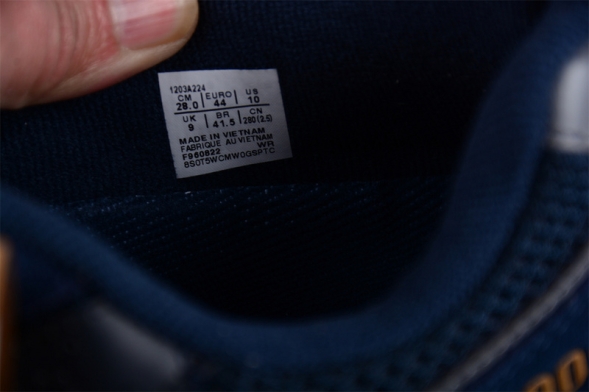 1203A224
CM EURO US
28.0 44 10
UK BR CN
9 41.5 280(2.5)
MADE IN VIETNAM
FABRIQUE AU VIETNAM
F960822 WR
8S0T5WCMW0QSPTC